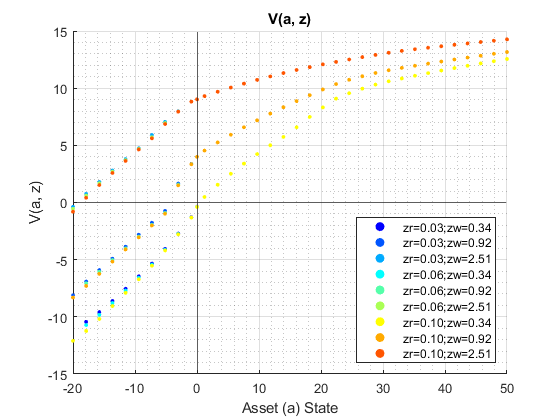 V(a, z)
15
10
5
0
-5
-10
-15
V(a, z)
-20
-10
0
10
20
30
40
50
Asset (a) State
zr=0.03;zw=0.34
zr=0.03;zw=0.92
zr=0.03;zw=2.51
zr=0.06;zw=0.34
zr=0.06;zw=0.92
zr=0.06;zw=2.51
zr=0.10;zw=0.34
zr=0.10;zw=0.92
zr=0.10;zw=2.51